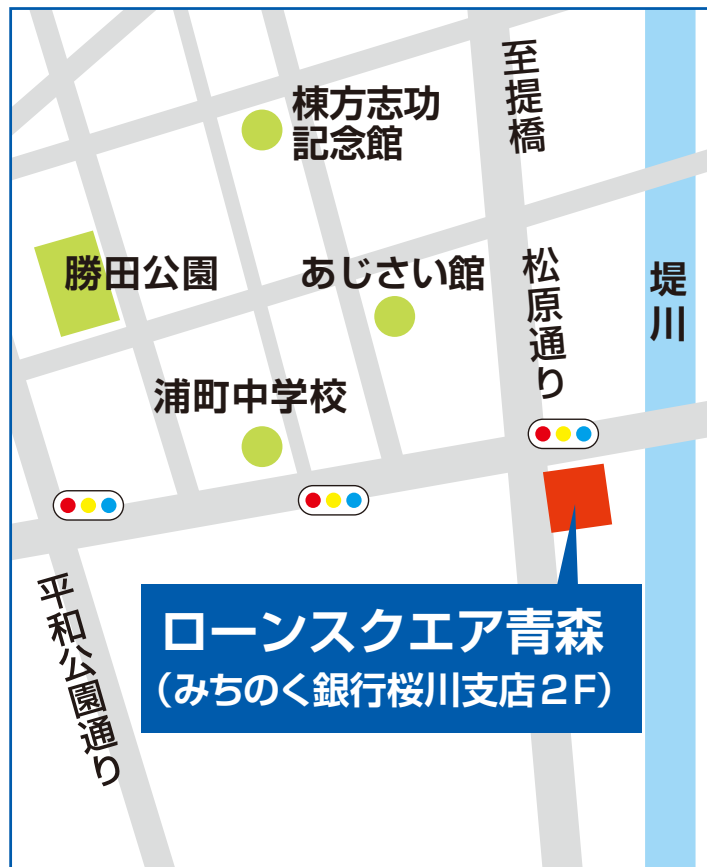 棟方志功
記念館
至提橋
勝田公園
あじさい館
松原通り
堤川
浦町中学校
平和公園通り
ローンスクエア青森
（みちのく銀行桜川支店2F）